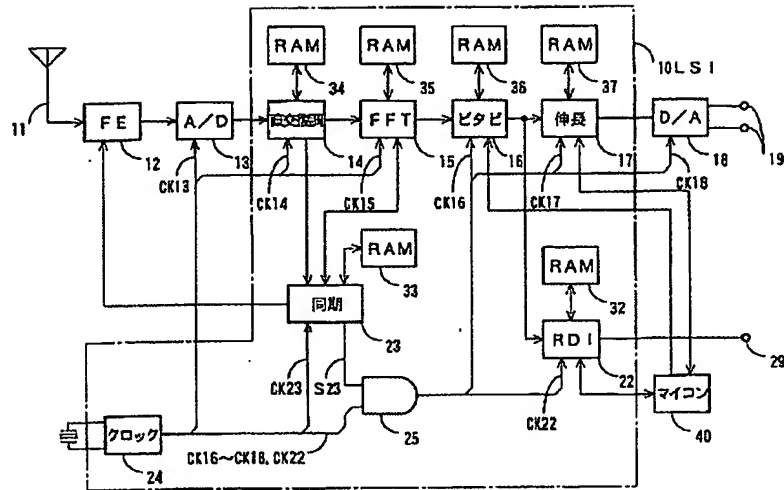 RAM
RAM
RAM
RAM
34
35
36
37
10LSI
11
FE
A/D
直交復調
FFT
ビタビ
伸長
D/A
12
13
14
15
16
17
18
19
CK13
CK14
CK15
CK16
CK17
CK18
RAM
33
RAM
32
同期
23
RDI
22
29
CK23
S23
25
CK22
マイコン
40
クロック
24
CK16〜CK18、CK22